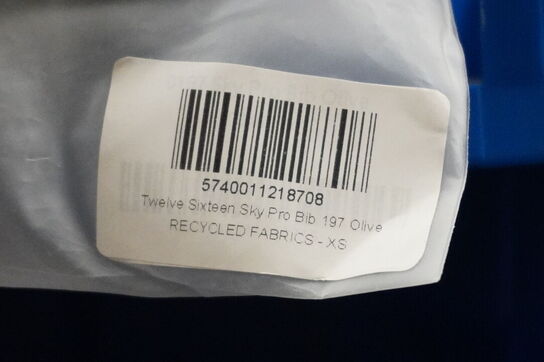 5740011218708
Twelve Sixteen Sky Pro Bib 197 Olive
RECYCLED FABRICS - XS